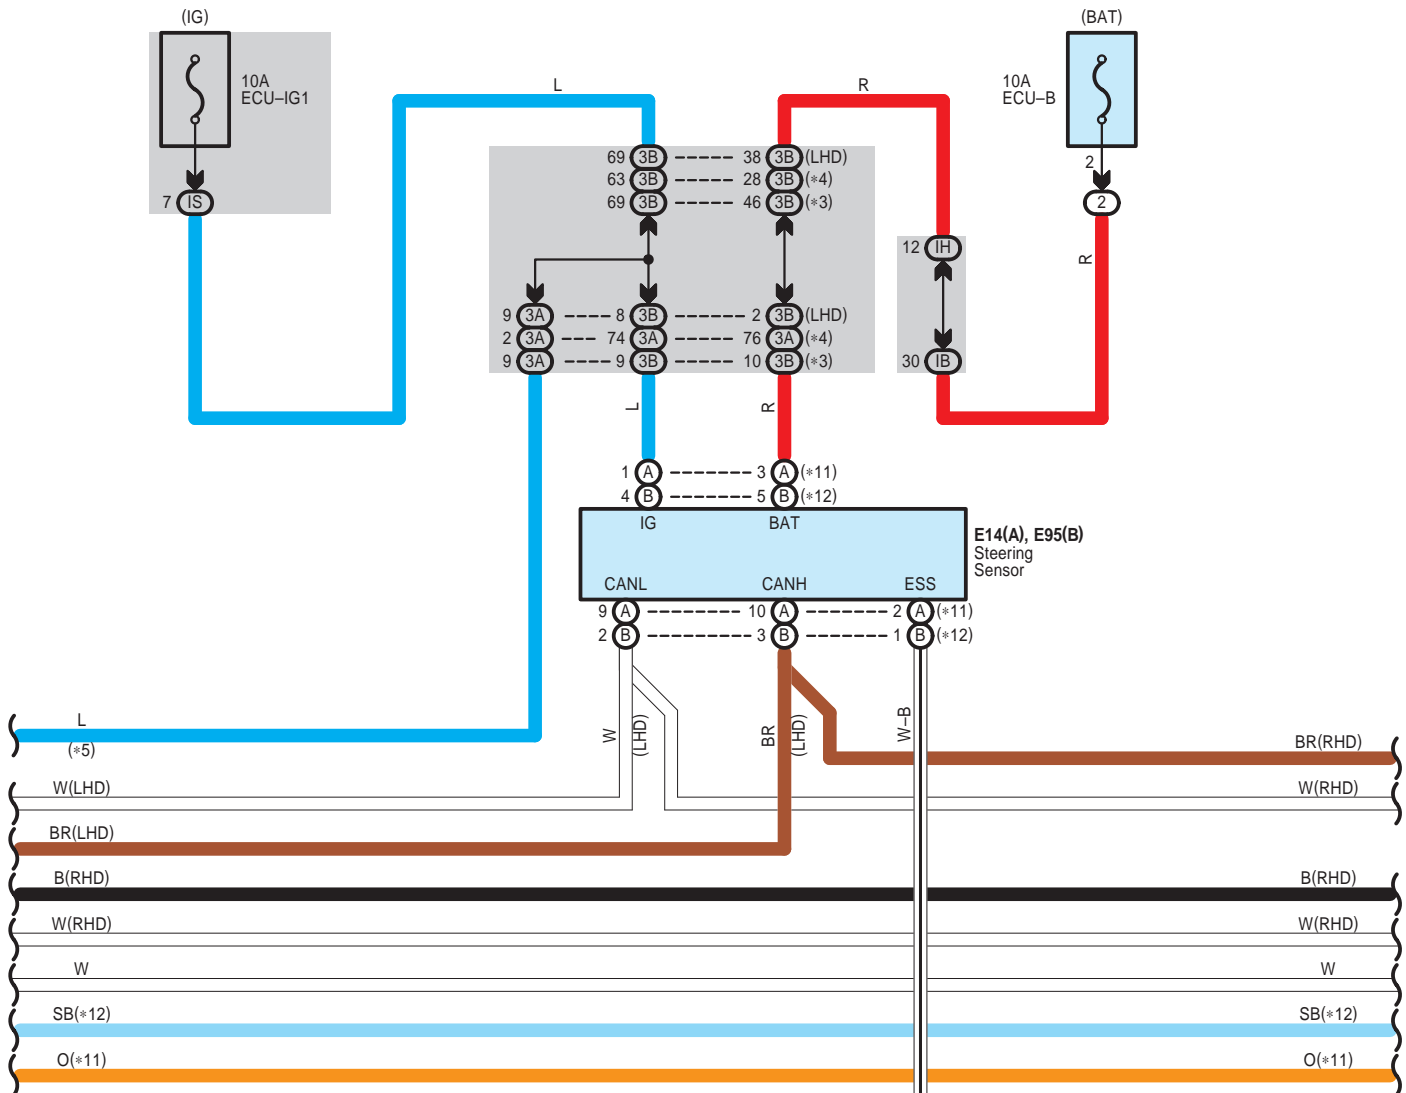 (IG)
(BAT)
10A
ECU–IG1
10A
ECU–B
L
R
2
7 IS
2
69 3B 38 3B (LHD)
63 3B 28 3B (*4)
69 3B 46 3B (*3)
12 IH
R
9 3A 8 3B 2 3B (LHD)
2 3A 74 3A 76 3A (*4)
9 3A 9 3B 10 3B (*3)
30 IB
L
R
1 A 3 A (*11)
4 B 5 B (*12)
IG BAT
E14(A), E95(B)
Steering
Sensor
CANL CANH ESS
9 A 10 A 2 A (*11)
2 B 3 B 1 B (*12)
W
(LHD)
BR
(LHD)
W–B
L
(*5)
BR(RHD)
W(LHD)
W(RHD)
BR(LHD)
B(RHD)
B(RHD)
W(RHD)
W(RHD)
W
W
SB(*12)
SB(*12)
O(*11)
O(*11)